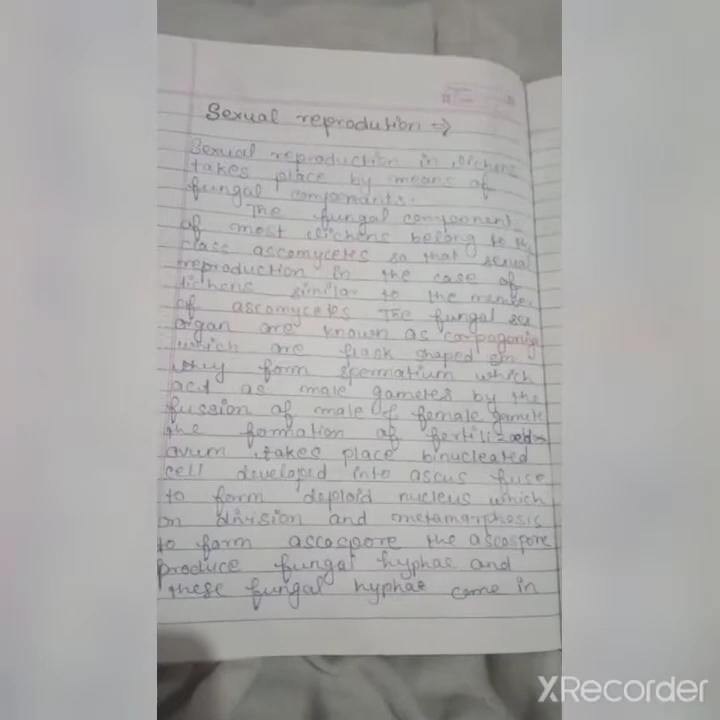 Sexual reprodution ⇒
Sexual reproduction in lichens
takes place by means of
fungal componants.
The fungal component
of most lichens belong to the
class ascomycetes so that sexual
reproduction in the case of
lichens similar to the member
of ascomycetes The fungal sex
organ are known as carpogonia
which are flask shaped
they form spermatium which
act as male gametes by the
fussion of male & female gamete
the formation of
ovum takes place binucleated
cell developed into ascus fuse
to form deploid nucleus which
on division and metamorphosis
to form ascospore the ascospore
produce fungal hyphae and
these fungal hyphae come in
XRecorder